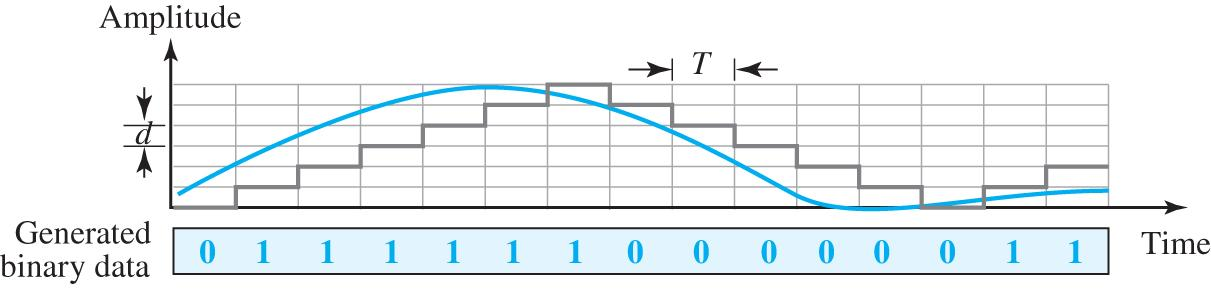 Amplitude
T
d
Generated
binary data
0 1 1 1 1 1 1 0 0 0 0 0 0 1 1
Time